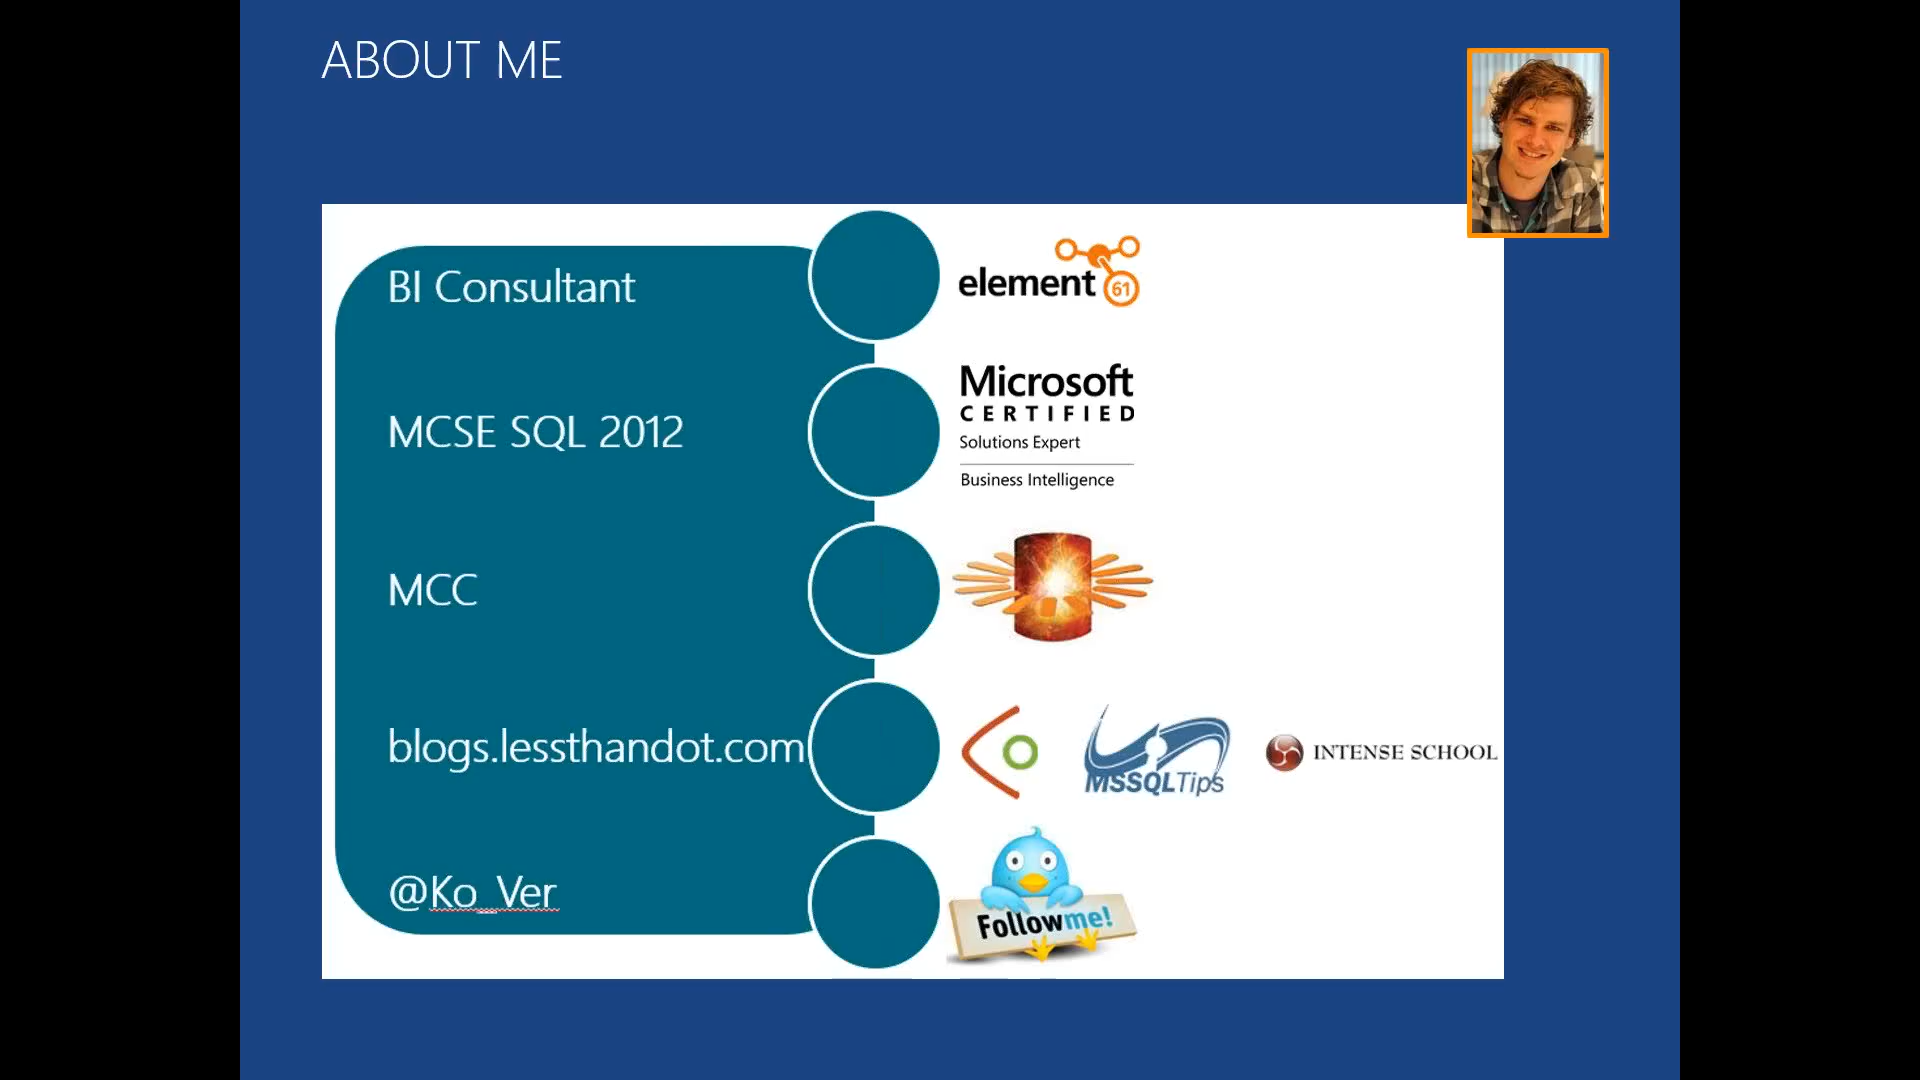 ABOUT ME
BI Consultant
element 61
MCSE SQL 2012
Microsoft
CERTIFIED
Solutions Expert
Business Intelligence
MCC
blogs.lessthandot.com
MSSQLTips
INTENSE SCHOOL
@Ko_Ver
Followme!